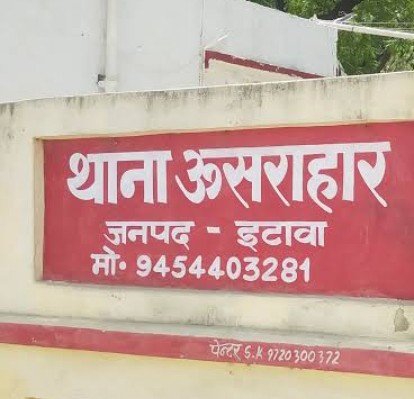 थाना ऊसराहार
जनपद - इटावा
मो॰ 9454403281
पेन्टर S.K 9720300372